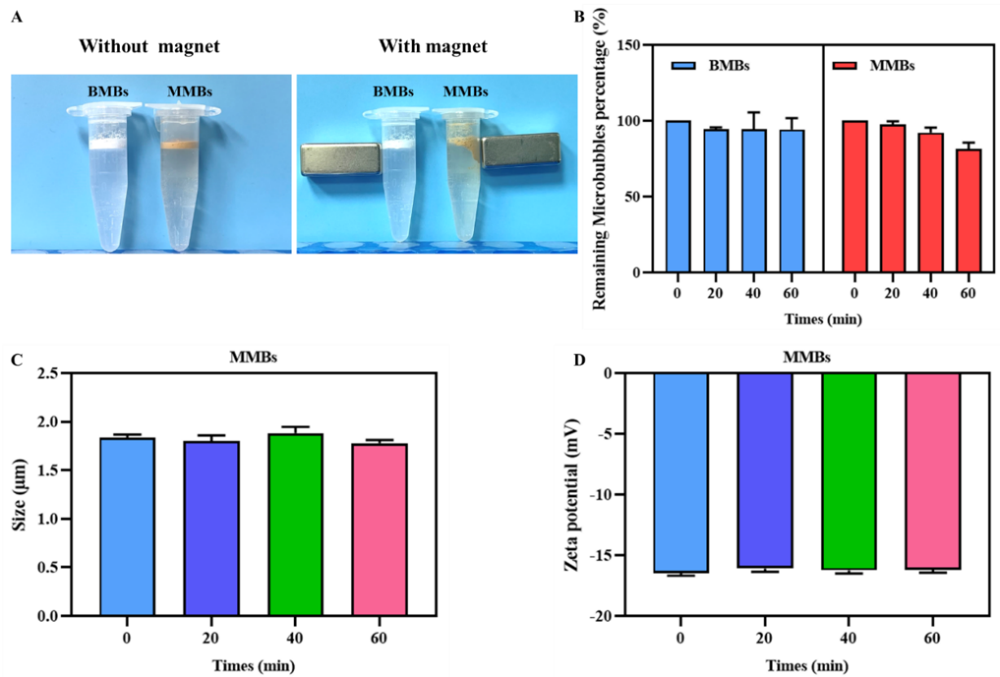 A
Without magnet
With magnet
BMBs
MMBs
BMBs
MMBs
B
Remaining Microbubbles percentage (%)
150
100
50
0
BMBs
MMBs
0
20
40
60
0
20
40
60
Times (min)
C
MMBs
Size (μm)
2.5
2.0
1.5
1.0
0.5
0.0
0
20
40
60
Times (min)
D
MMBs
Zeta potential (mV)
0
-5
-10
-15
-20
0
20
40
60
Times (min)